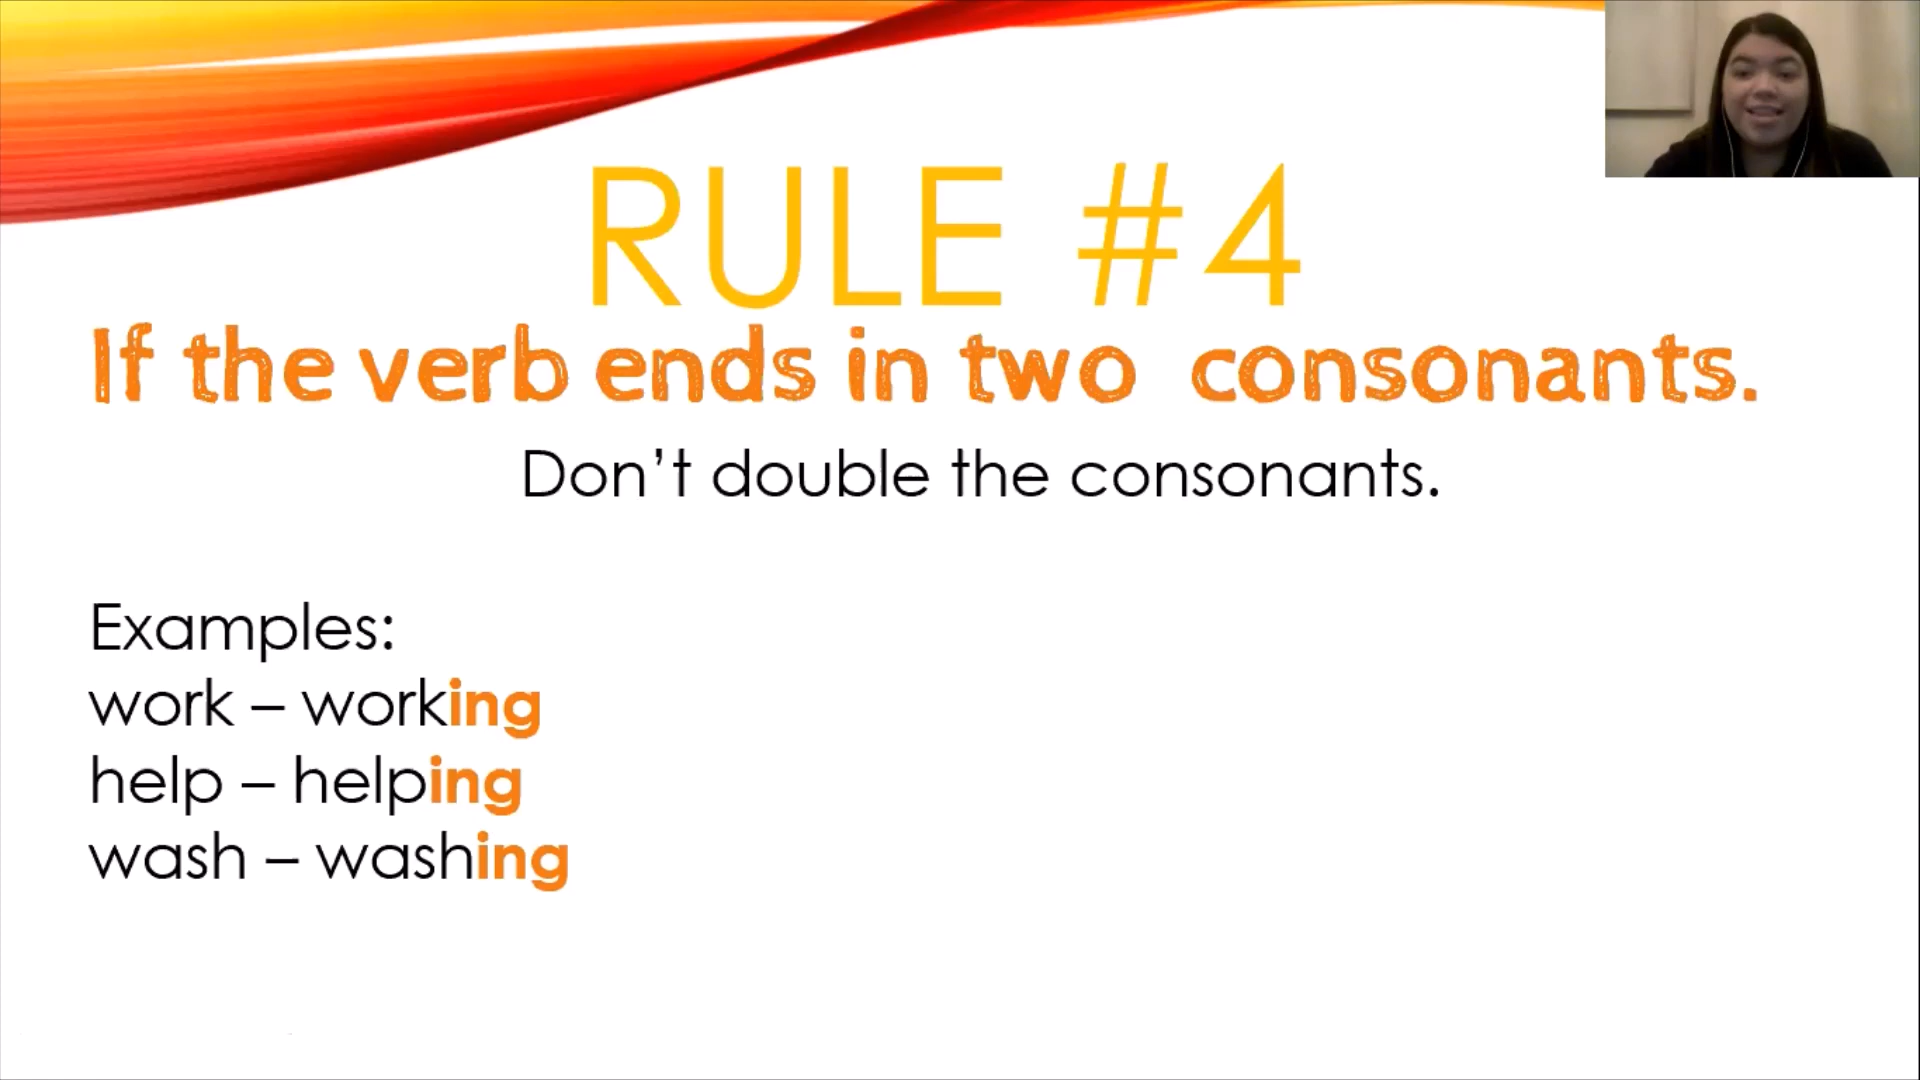 RULE #4
If the verb ends in two consonants.
Don’t double the consonants.
Examples:
work – working
help – helping
wash – washing